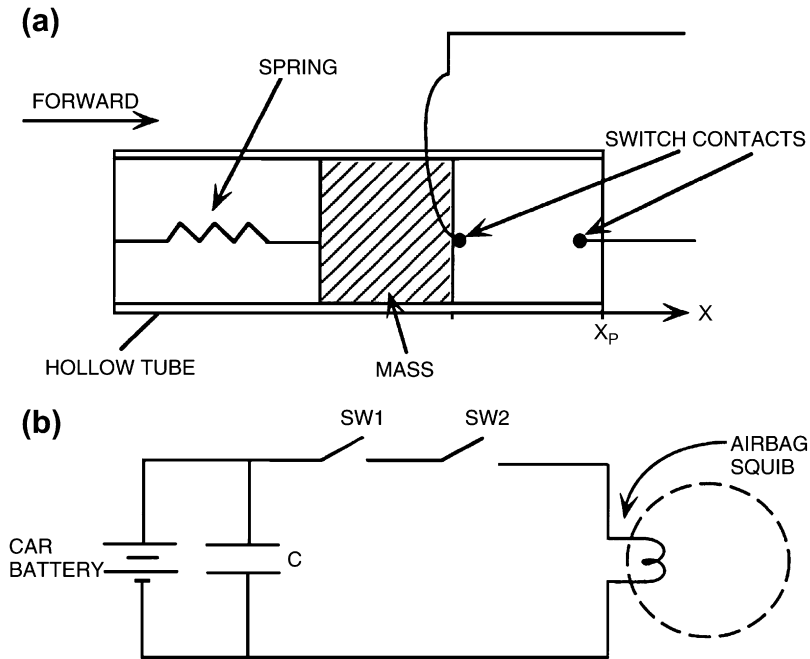 (a)
SPRING
FORWARD
SWITCH CONTACTS
X
X_P
HOLLOW TUBE
MASS
(b)
SW1
SW2
AIRBAG
SQUIB
CAR
BATTERY
C